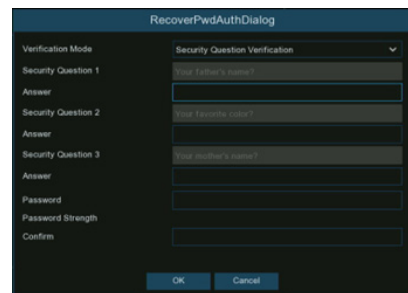 RecoverPwdAuthDialog
Verification Mode
Security Question Verification
Security Question 1
Your father's name?
Answer
Security Question 2
Your favorite color?
Answer
Security Question 3
Your mother's name?
Answer
Password
Password Strength
Confirm
OK
Cancel